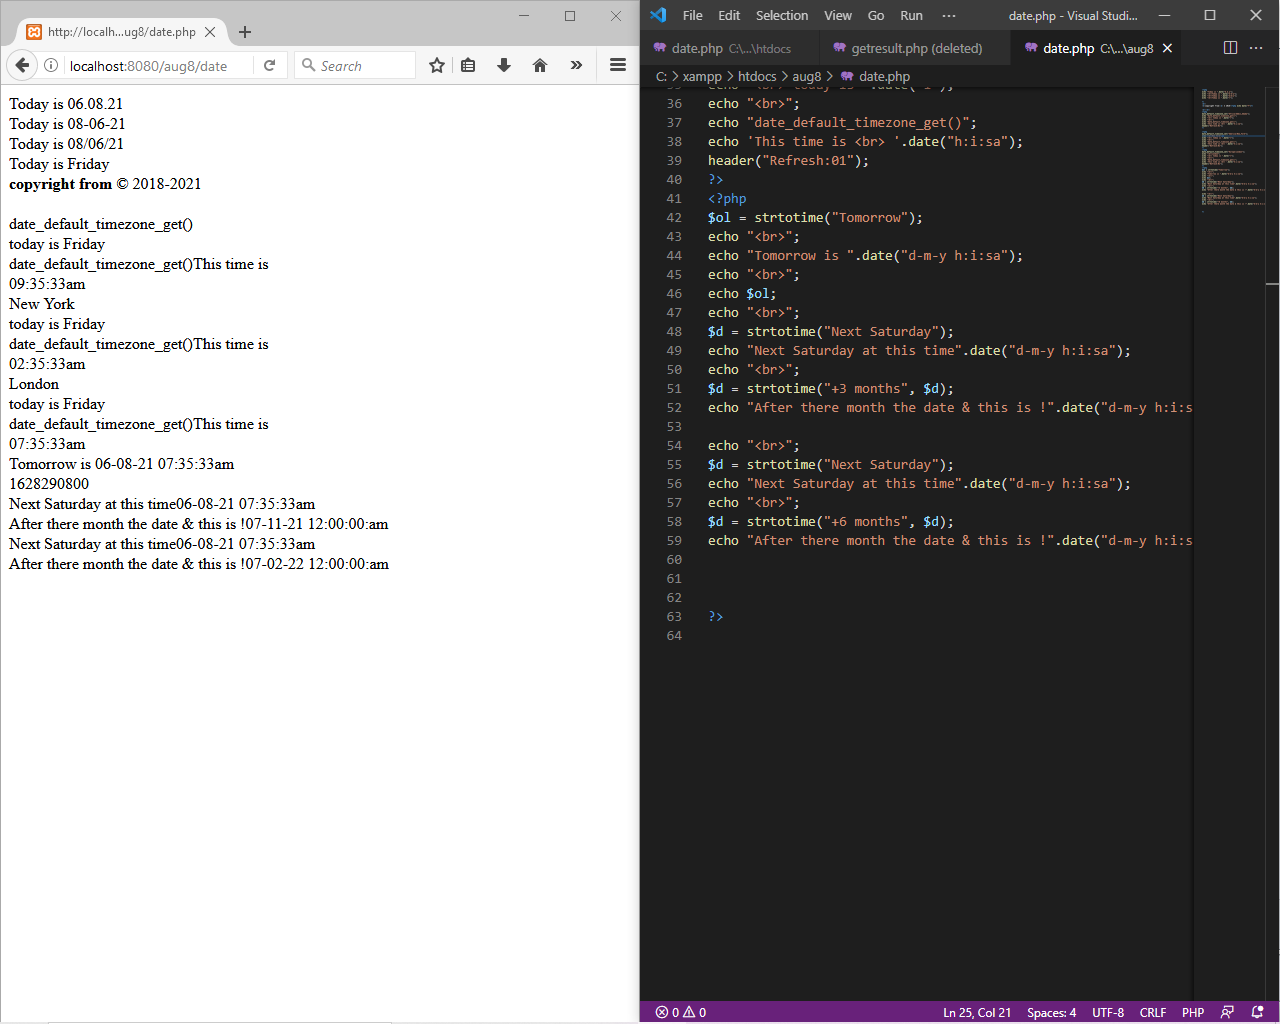 http://localh...ug8/date.php
localhost:8080/aug8/date
Search
Today is 06.08.21
Today is 08-06-21
Today is 08/06/21
Today is Friday
copyright from © 2018-2021
date_default_timezone_get()
today is Friday
date_default_timezone_get()This time is
09:35:33am
New York
today is Friday
date_default_timezone_get()This time is
02:35:33am
London
today is Friday
date_default_timezone_get()This time is
07:35:33am
Tomorrow is 06-08-21 07:35:33am
1628290800
Next Saturday at this time06-08-21 07:35:33am
After there month the date & this is !07-11-21 12:00:00:am
Next Saturday at this time06-08-21 07:35:33am
After there month the date & this is !07-02-22 12:00:00:am
File Edit Selection View Go Run ··· date.php - Visual Studi...
date.php C:\...\htdocs getresult.php (deleted) date.php C:\...\aug8
C: > xampp > htdocs > aug8 > date.php
36 echo "<br>";
37 echo "date_default_timezone_get()";
38 echo 'This time is <br> '.date("h:i:sa");
39 header("Refresh:01");
40 ?>
41 <?php
42 $ol = strtotime("Tomorrow");
43 echo "<br>";
44 echo "Tomorrow is ".date("d-m-y h:i:sa");
45 echo "<br>";
46 echo $ol;
47 echo "<br>";
48 $d = strtotime("Next Saturday");
49 echo "Next Saturday at this time".date("d-m-y h:i:sa");
50 echo "<br>";
51 $d = strtotime("+3 months", $d);
52 echo "After there month the date & this is !".date("d-m-y h:i:s
53
54 echo "<br>";
55 $d = strtotime("Next Saturday");
56 echo "Next Saturday at this time".date("d-m-y h:i:sa");
57 echo "<br>";
58 $d = strtotime("+6 months", $d);
59 echo "After there month the date & this is !".date("d-m-y h:i:s
60
61
62
63 ?>
64
0 0 Ln 25, Col 21 Spaces: 4 UTF-8 CRLF PHP